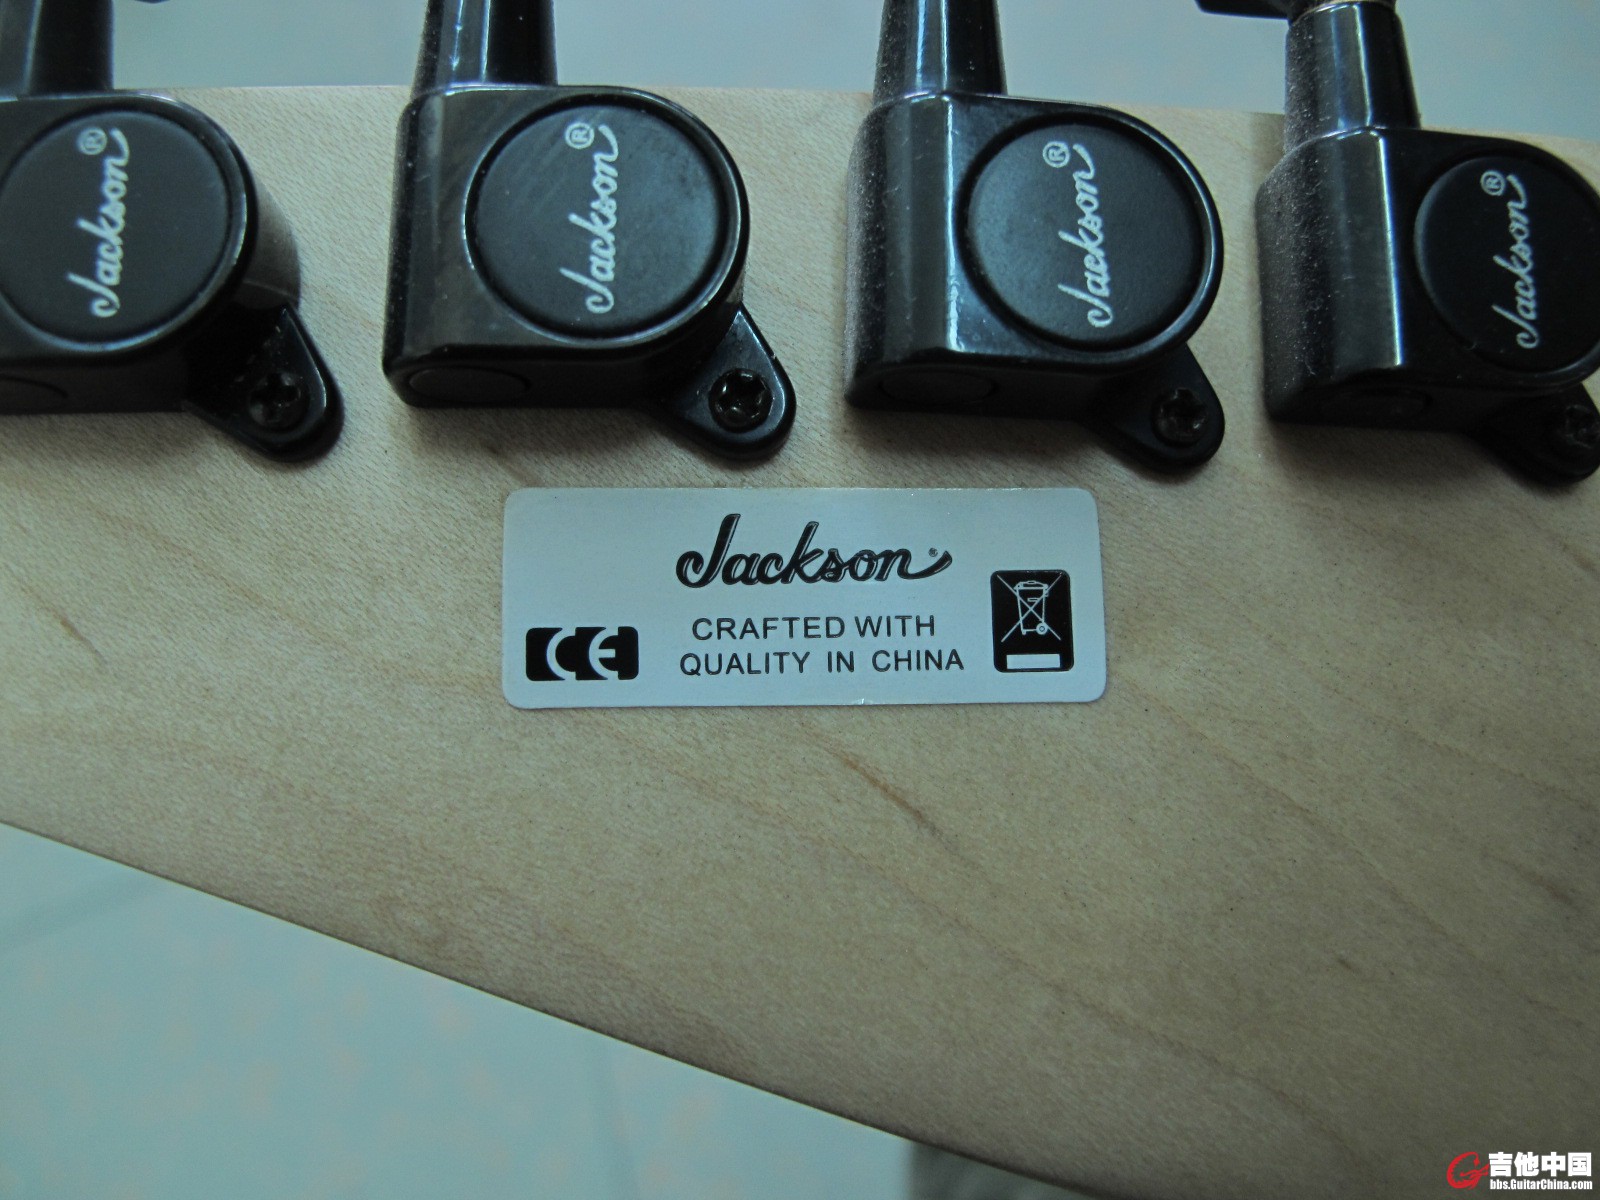 Jackson®
Jackson®
Jackson®
Jackson®
Jackson®
CE
CRAFTED WITH
QUALITY IN CHINA
吉他中国
bbs.GuitarChina.com